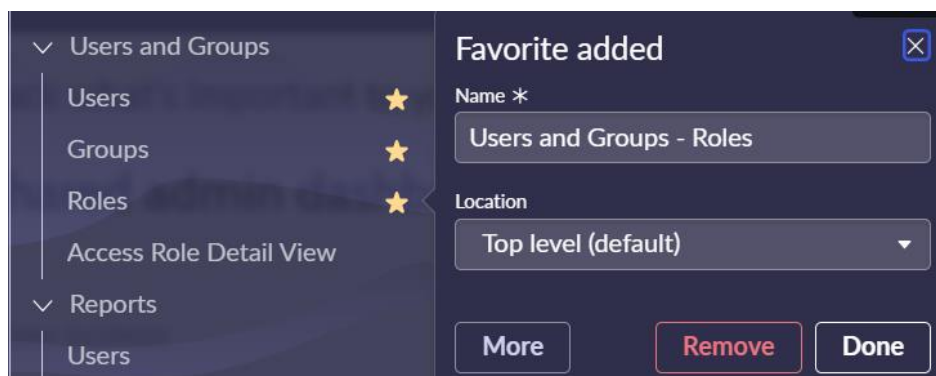 Users and Groups
Users
Groups
Roles
Access Role Detail View
Reports
Users
Favorite added
Name *
Users and Groups - Roles
Location
Top level (default)
More
Remove
Done